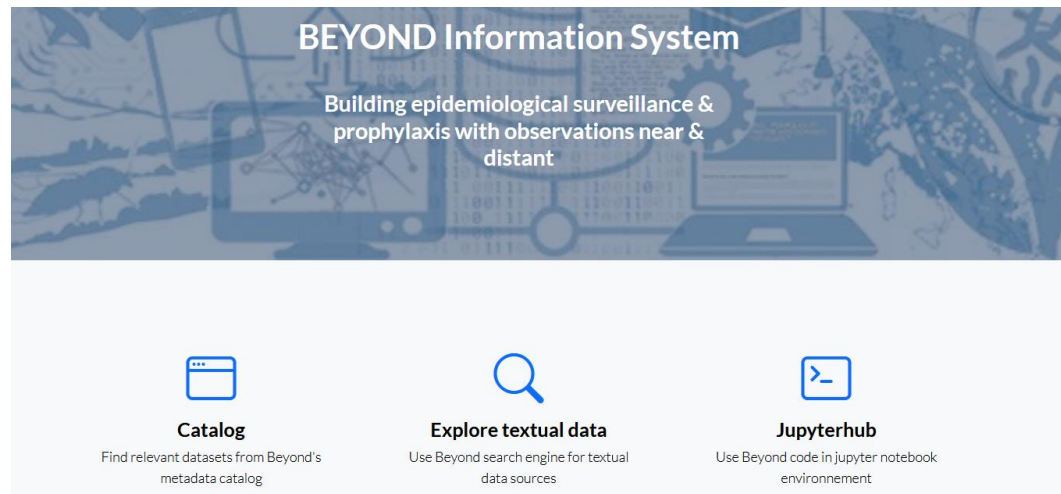 BEYOND Information System
Building epidemiological surveillance &
prophylaxis with observations near &
distant
Catalog
Find relevant datasets from Beyond's
metadata catalog
Explore textual data
Use Beyond search engine for textual
data sources
Jupyterhub
Use Beyond code in jupyter notebook
environnement